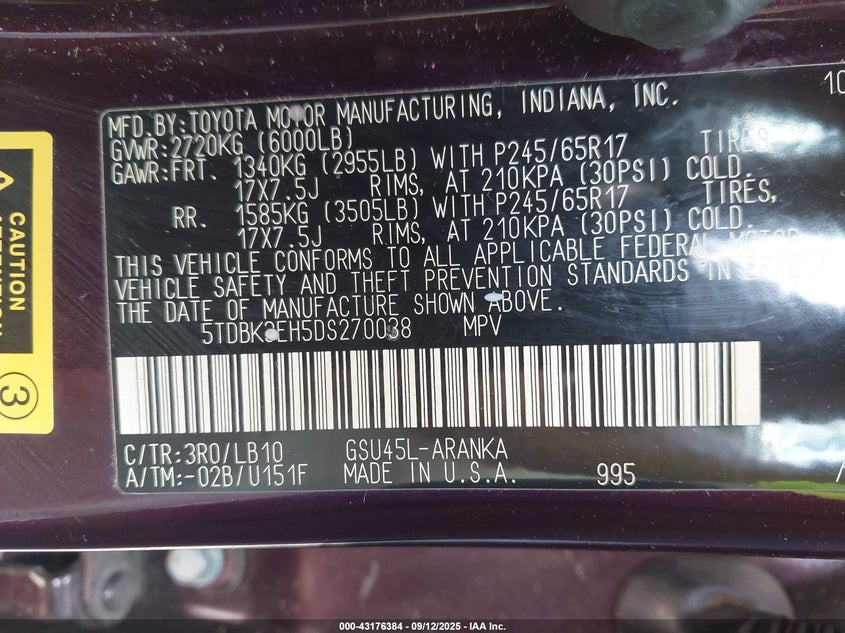 MFD.BY:TOYOTA MOTOR MANUFACTURING, INDIANA, INC. 10
GVWR:2720KG (6000LB)
GAWR:FRT. 1340KG (2955LB) WITH P245/65R17 TIRES,
17X7.5J RIMS, AT 210KPA (30PSI) COLD.
RR. 1585KG (3505LB) WITH P245/65R17 TIRES,
17X7.5J RIMS, AT 210KPA (30PSI) COLD.
THIS VEHICLE CONFORMS TO ALL APPLICABLE FEDERAL MOTOR
VEHICLE SAFETY AND THEFT PREVENTION STANDARDS IN EFFECT
THE DATE OF MANUFACTURE SHOWN ABOVE.
5TDBK3EH5DS270038 MPV
C/TR:3R0/LB10 GSU45L-ARANKA
A/TM:-02B/U151F MADE IN U.S.A. 995
CAUTION
3
000-43176384 - 09/12/2025 - IAA Inc.